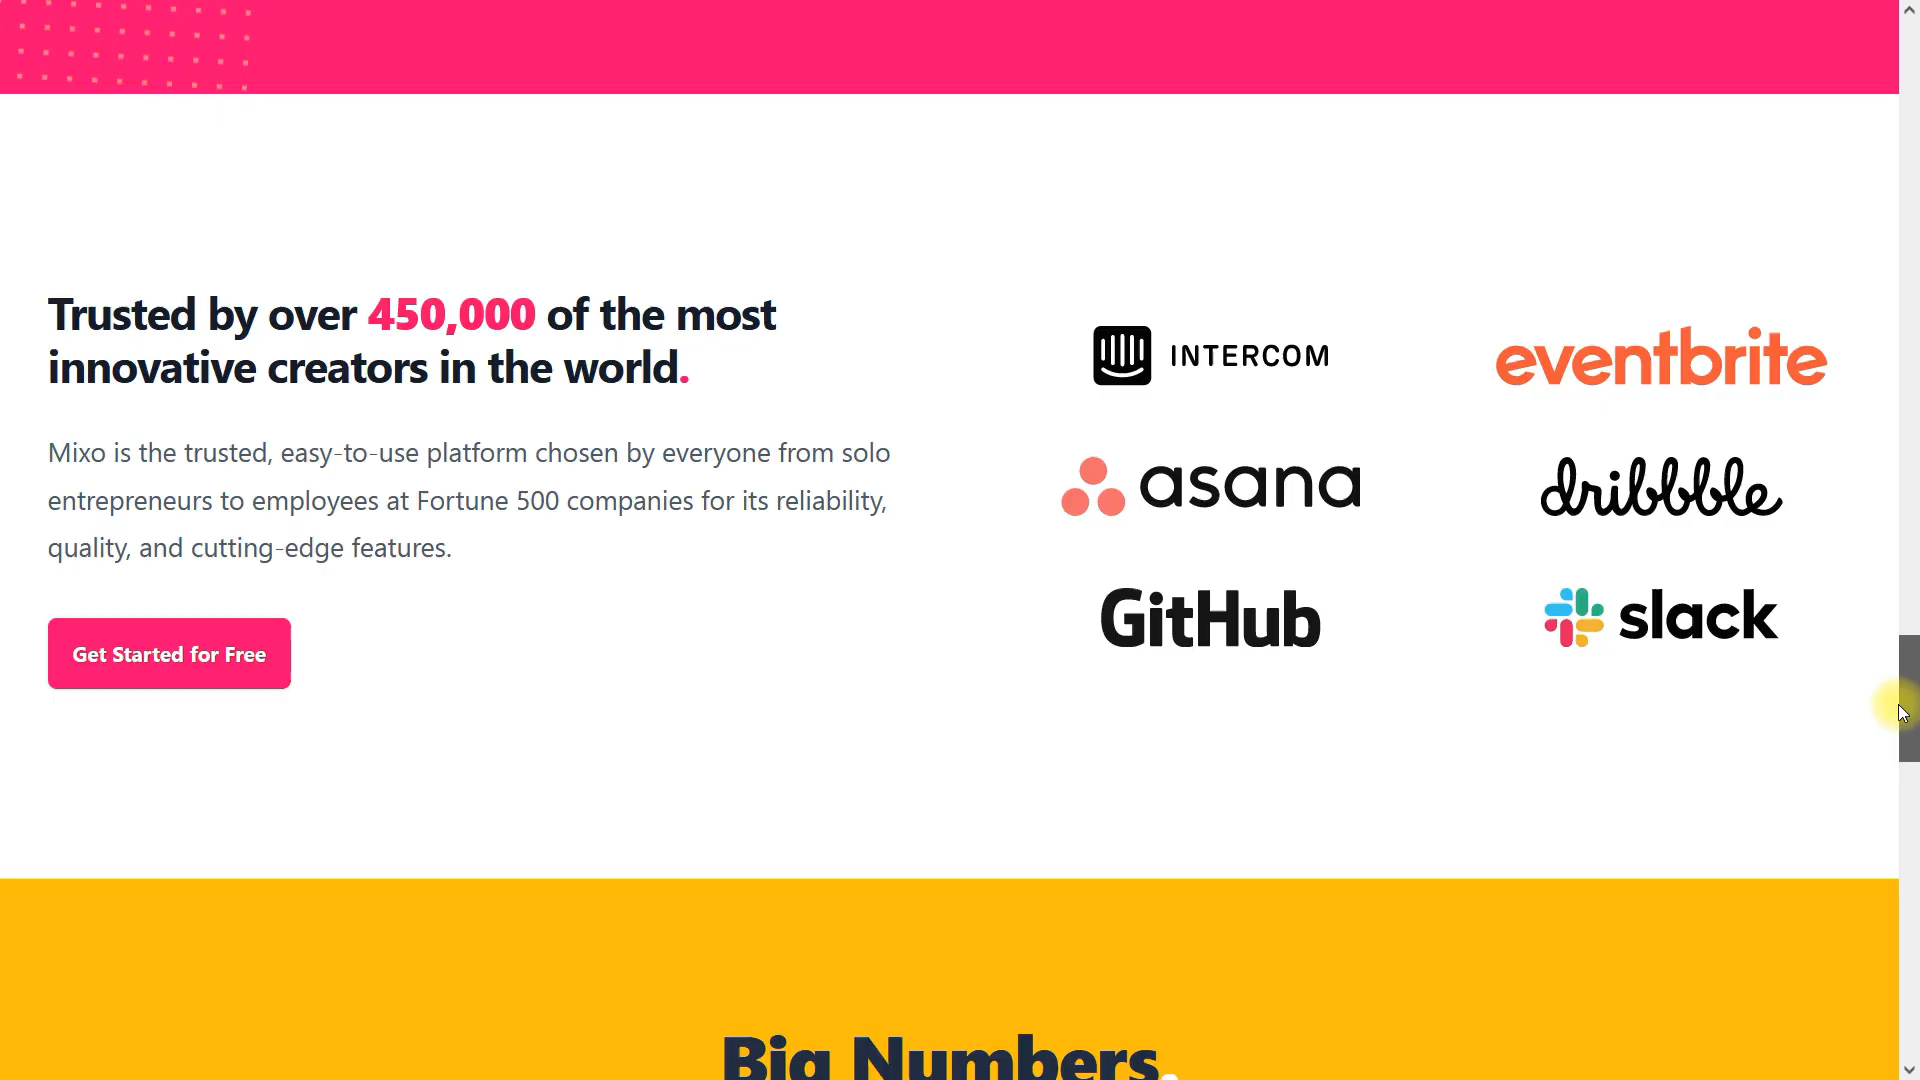 Trusted by over 450,000 of the most
innovative creators in the world.
Mixo is the trusted, easy-to-use platform chosen by everyone from solo
entrepreneurs to employees at Fortune 500 companies for its reliability,
quality, and cutting-edge features.
Get Started for Free
INTERCOM
eventbrite
asana
dribbble
GitHub
slack
Big Numbers.